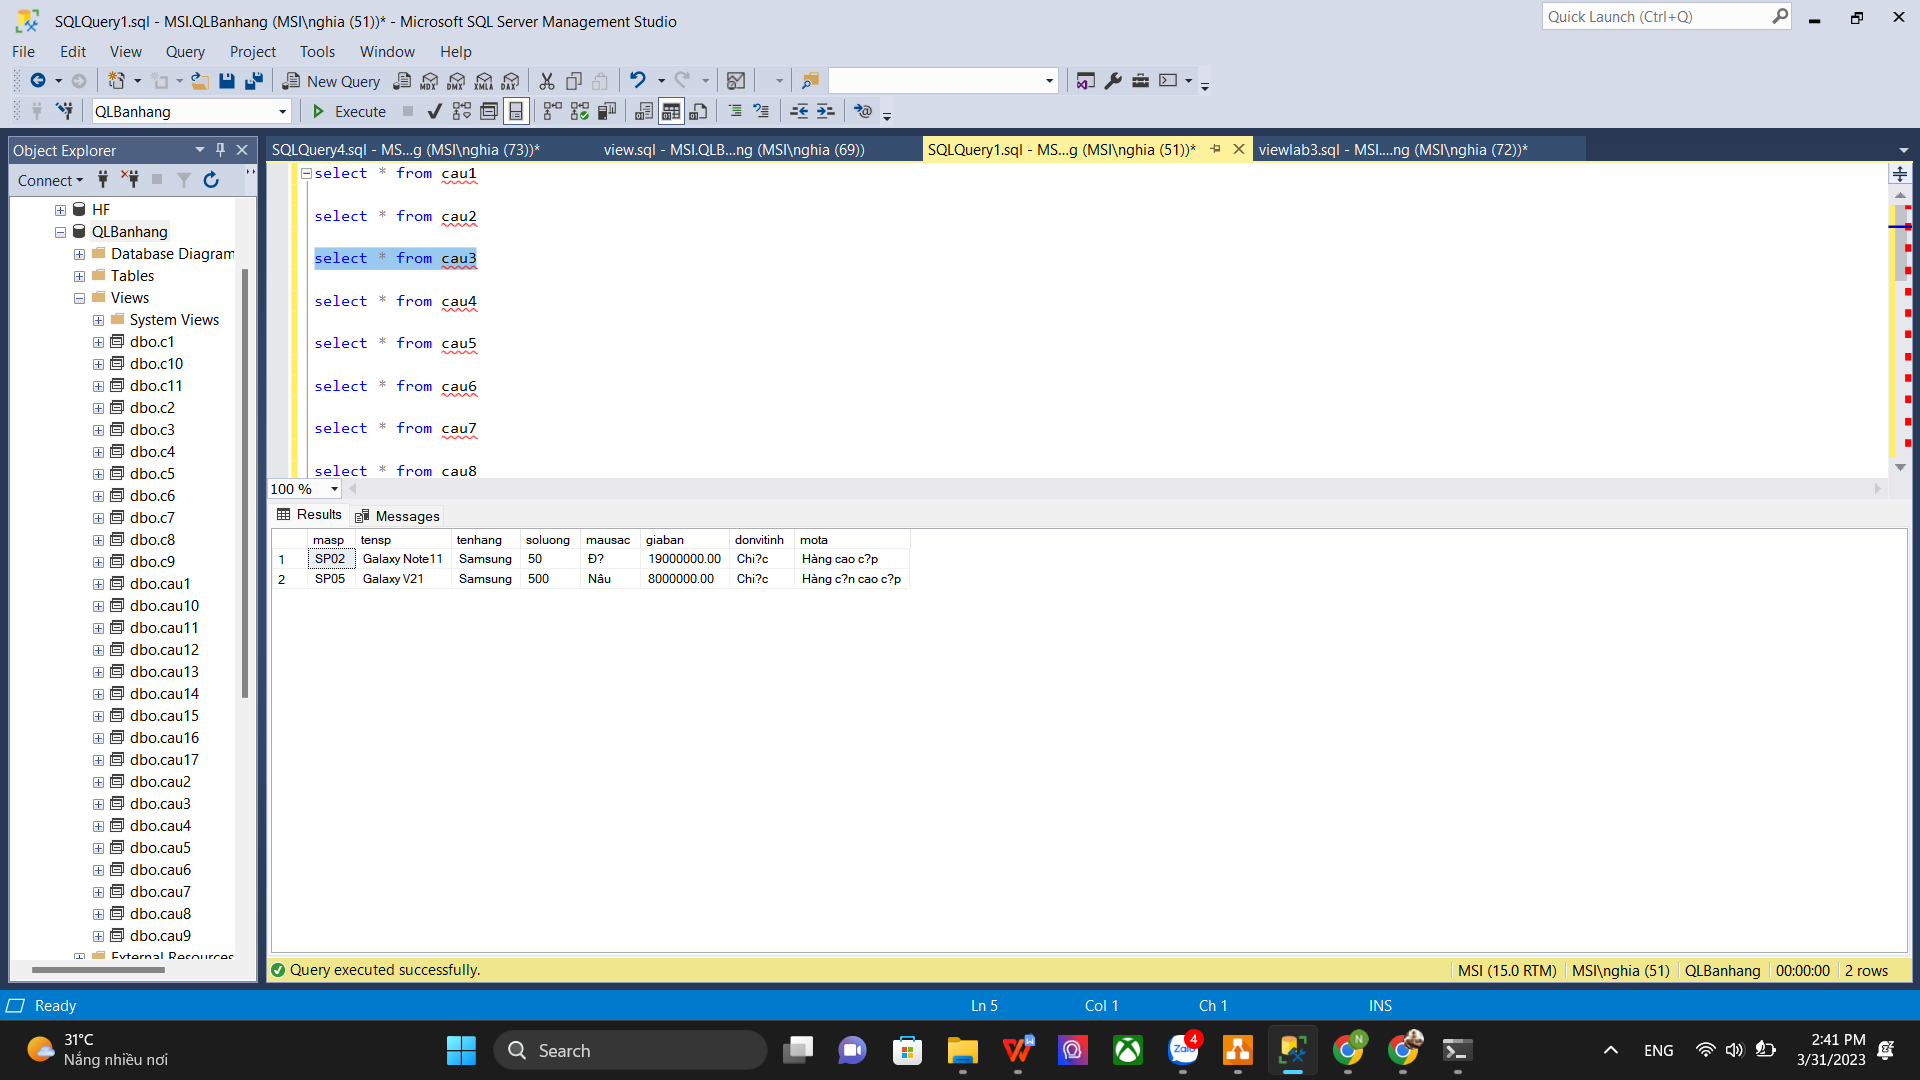 SQLQuery1.sql - MSI.QLBanhang (MSI\nghia (51))* - Microsoft SQL Server Management Studio
Quick Launch (Ctrl+Q)
File Edit View Query Project Tools Window Help
New Query
MDX DMX XMLA DAX
QLBanhang
Execute
Object Explorer
SQLQuery4.sql - MS...g (MSI\nghia (73))*
view.sql - MSI.QLB...ng (MSI\nghia (69))
SQLQuery1.sql - MS...g (MSI\nghia (51))*
viewlab3.sql - MSI....ng (MSI\nghia (72))*
Connect
HF
QLBanhang
Database Diagram
Tables
Views
System Views
dbo.c1
dbo.c10
dbo.c11
dbo.c2
dbo.c3
dbo.c4
dbo.c5
dbo.c6
dbo.c7
dbo.c8
dbo.c9
dbo.cau1
dbo.cau10
dbo.cau11
dbo.cau12
dbo.cau13
dbo.cau14
dbo.cau15
dbo.cau16
dbo.cau17
dbo.cau2
dbo.cau3
dbo.cau4
dbo.cau5
dbo.cau6
dbo.cau7
dbo.cau8
dbo.cau9
External Resources
select * from cau1
select * from cau2
select * from cau3
select * from cau4
select * from cau5
select * from cau6
select * from cau7
select * from cau8
100 %
Results Messages
masp tensp tenhang soluong mausac giaban donvitinh mota
1 SP02 Galaxy Note11 Samsung 50 Đ? 19000000.00 Chi?c Hàng cao c?p
2 SP05 Galaxy V21 Samsung 500 Nâu 8000000.00 Chi?c Hàng c?n cao c?p
Query executed successfully.
MSI (15.0 RTM) MSI\nghia (51) QLBanhang 00:00:00 2 rows
Ready
Ln 5 Col 1 Ch 1 INS
31°C
Nắng nhiều nơi
Search
Zalo
4
N
ENG
2:41 PM
3/31/2023